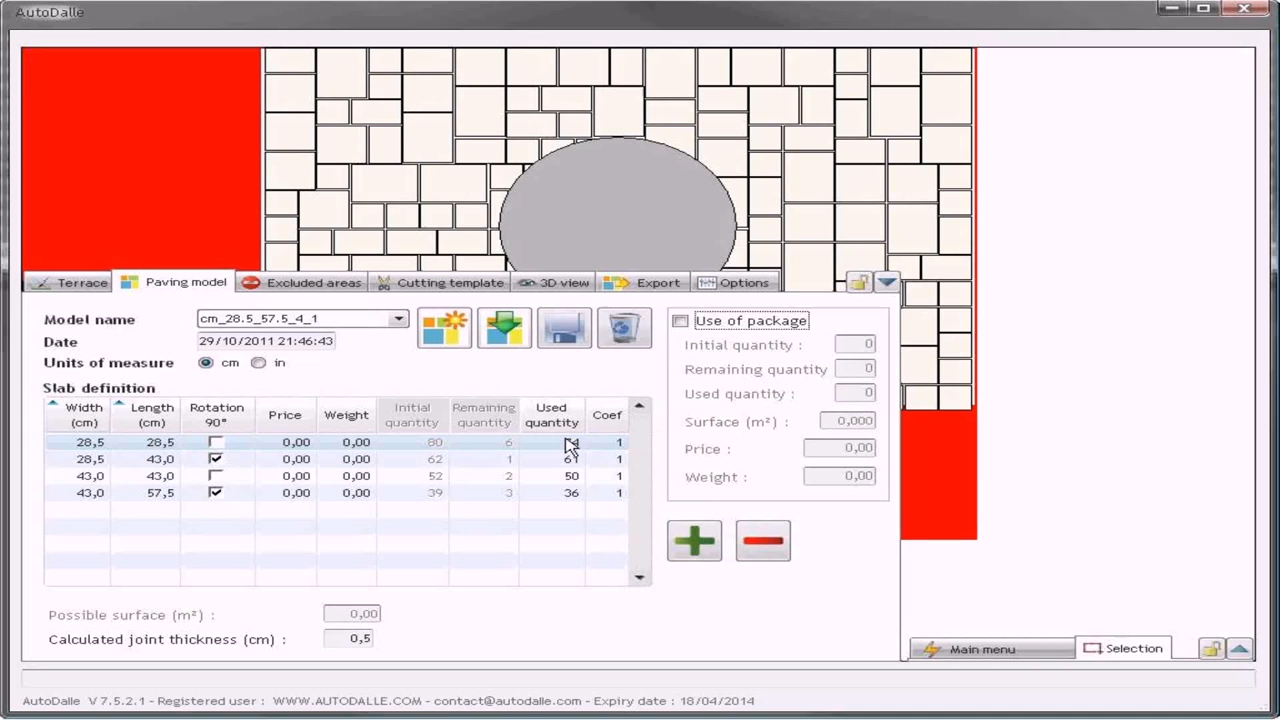 AutoDalle
Terrace Paving model Excluded areas Cutting template 3D view Export Options
Model name cm_28.5_57.5_4_1
Date 29/10/2011 21:46:43
Units of measure cm in
Slab definition
Width (cm) Length (cm) Rotation 90° Price Weight Initial quantity Remaining quantity Used quantity Coef
28,5 28,5 0,00 0,00 80 6 1
28,5 43,0 0,00 0,00 62 1 61 1
43,0 43,0 0,00 0,00 52 2 50 1
43,0 57,5 0,00 0,00 39 3 36 1
Possible surface (m²) : 0,00
Calculated joint thickness (cm) : 0,5
Use of package
Initial quantity : 0
Remaining quantity 0
Used quantity : 0
Surface (m²) : 0,000
Price : 0,00
Weight : 0,00
Main menu Selection
AutoDalle V 7.5.2.1 - Registered user : WWW.AUTODALLE.COM - contact@autodalle.com - Expiry date : 18/04/2014